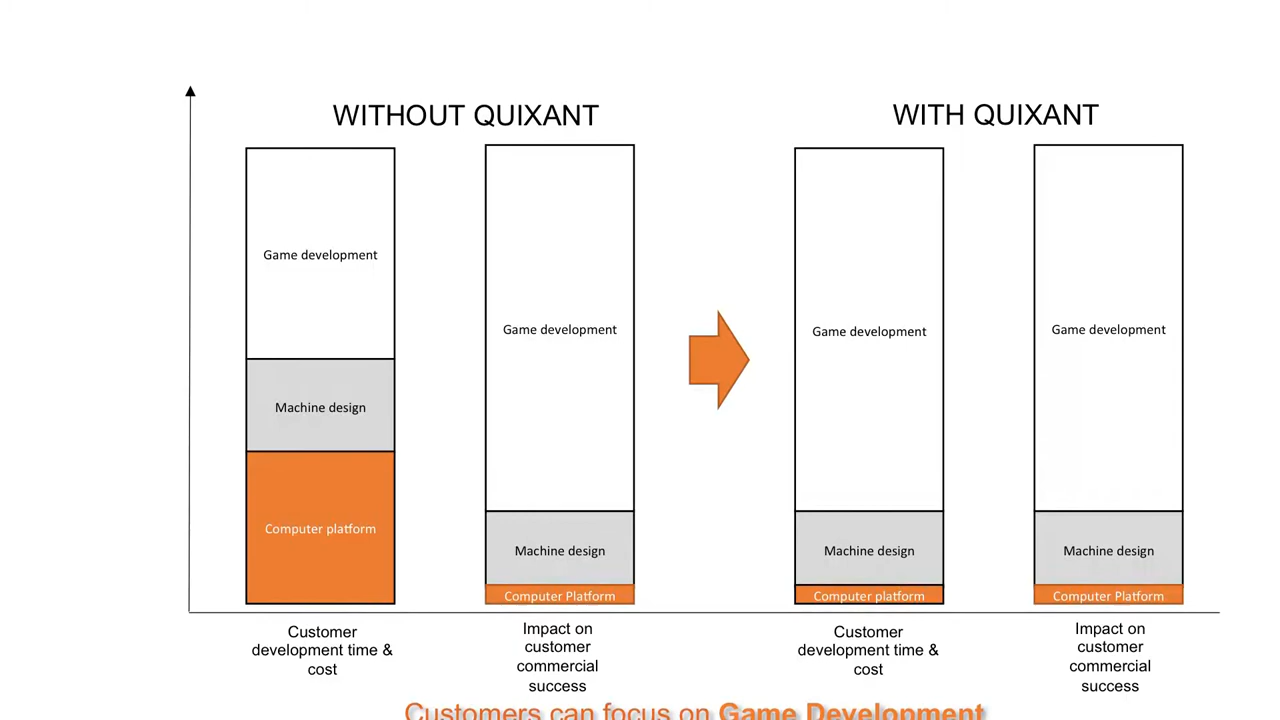 WITHOUT QUIXANT
WITH QUIXANT
Game development
Machine design
Computer platform
Game development
Machine design
Computer Platform
Game development
Machine design
Computer platform
Game development
Machine design
Computer Platform
Customer
development time &
cost
Impact on
customer
commercial
success
Customer
development time &
cost
Impact on
customer
commercial
success
Customers can focus on Game Development